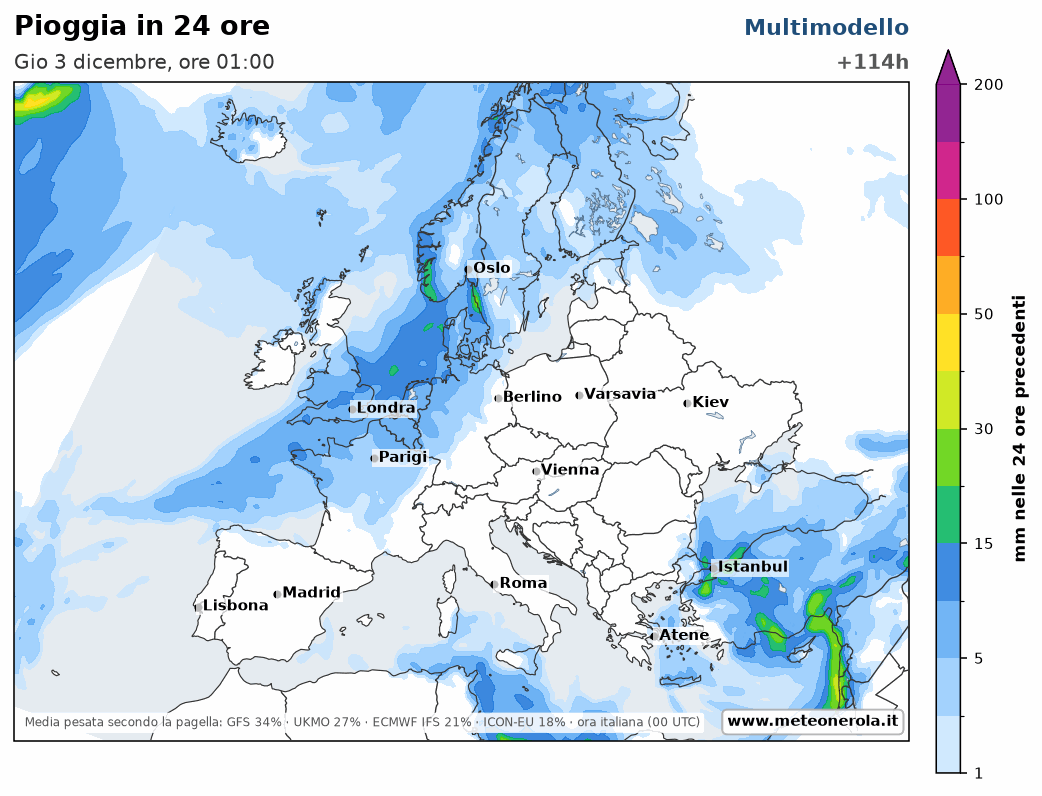 Pioggia in 24 ore
Multimodello
Gio 3 dicembre, ore 01:00
+114h
200
100
50
30
15
5
1
mm nelle 24 ore precedenti
Oslo
Berlino
Varsavia
Kiev
Londra
Parigi
Vienna
Istanbul
Roma
Madrid
Lisbona
Atene
Media pesata secondo la pagella: GFS 34% · UKMO 27% · ECMWF IFS 21% · ICON-EU 18% · ora italiana (00 UTC)
www.meteonerola.it